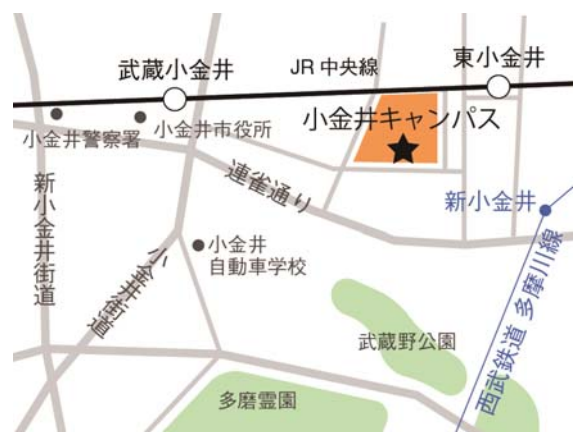 武蔵小金井
JR 中央線
東小金井
小金井キャンパス
小金井警察署
小金井市役所
連雀通り
新小金井
新小金井街道
小金井街道
小金井
自動車学校
西武鉄道 多摩川線
武蔵野公園
多磨霊園